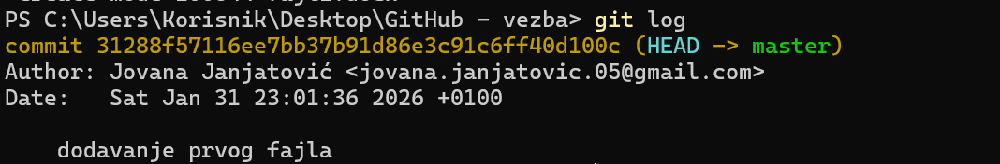 PS C:\Users\Korisnik\Desktop\GitHub - vezba> git log
commit 31288f57116ee7bb37b91d86e3c91c6ff40d100c (HEAD -> master)
Author: Jovana Janjatović <jovana.janjatovic.05@gmail.com>
Date:   Sat Jan 31 23:01:36 2026 +0100
    dodavanje prvog fajla